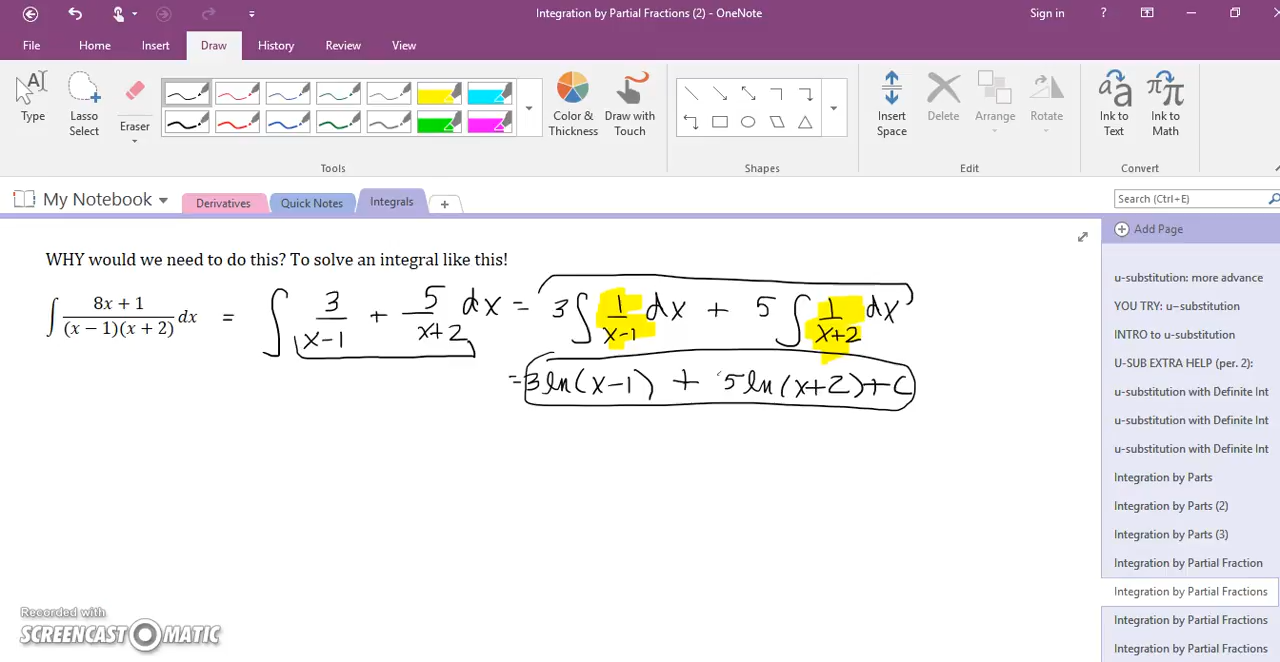 Integration by Partial Fractions (2) - OneNote
Sign in
?
File
Home
Insert
Draw
History
Review
View
Type
Lasso Select
Eraser
Color & Thickness
Draw with Touch
Insert Space
Delete
Arrange
Rotate
Ink to Text
Ink to Math
Tools
Shapes
Edit
Convert
My Notebook
Derivatives
Quick Notes
Integrals
+
Search (Ctrl+E)
Add Page
WHY would we need to do this? To solve an integral like this!
∫ (8x + 1)/((x − 1)(x + 2)) dx = ∫ 3/(x-1) + 5/(x+2) dx = 3∫ 1/(x-1) dx + 5∫ 1/(x+2) dx
= 3 ln(x-1) + 5 ln(x+2) + C
u-substitution: more advance
YOU TRY: u-substitution
INTRO to u-substitution
U-SUB EXTRA HELP (per. 2):
u-substitution with Definite Int
u-substitution with Definite Int
u-substitution with Definite Int
Integration by Parts
Integration by Parts (2)
Integration by Parts (3)
Integration by Partial Fraction
Integration by Partial Fractions
Integration by Partial Fractions
Integration by Partial Fractions
Recorded with
SCREENCAST-O-MATIC